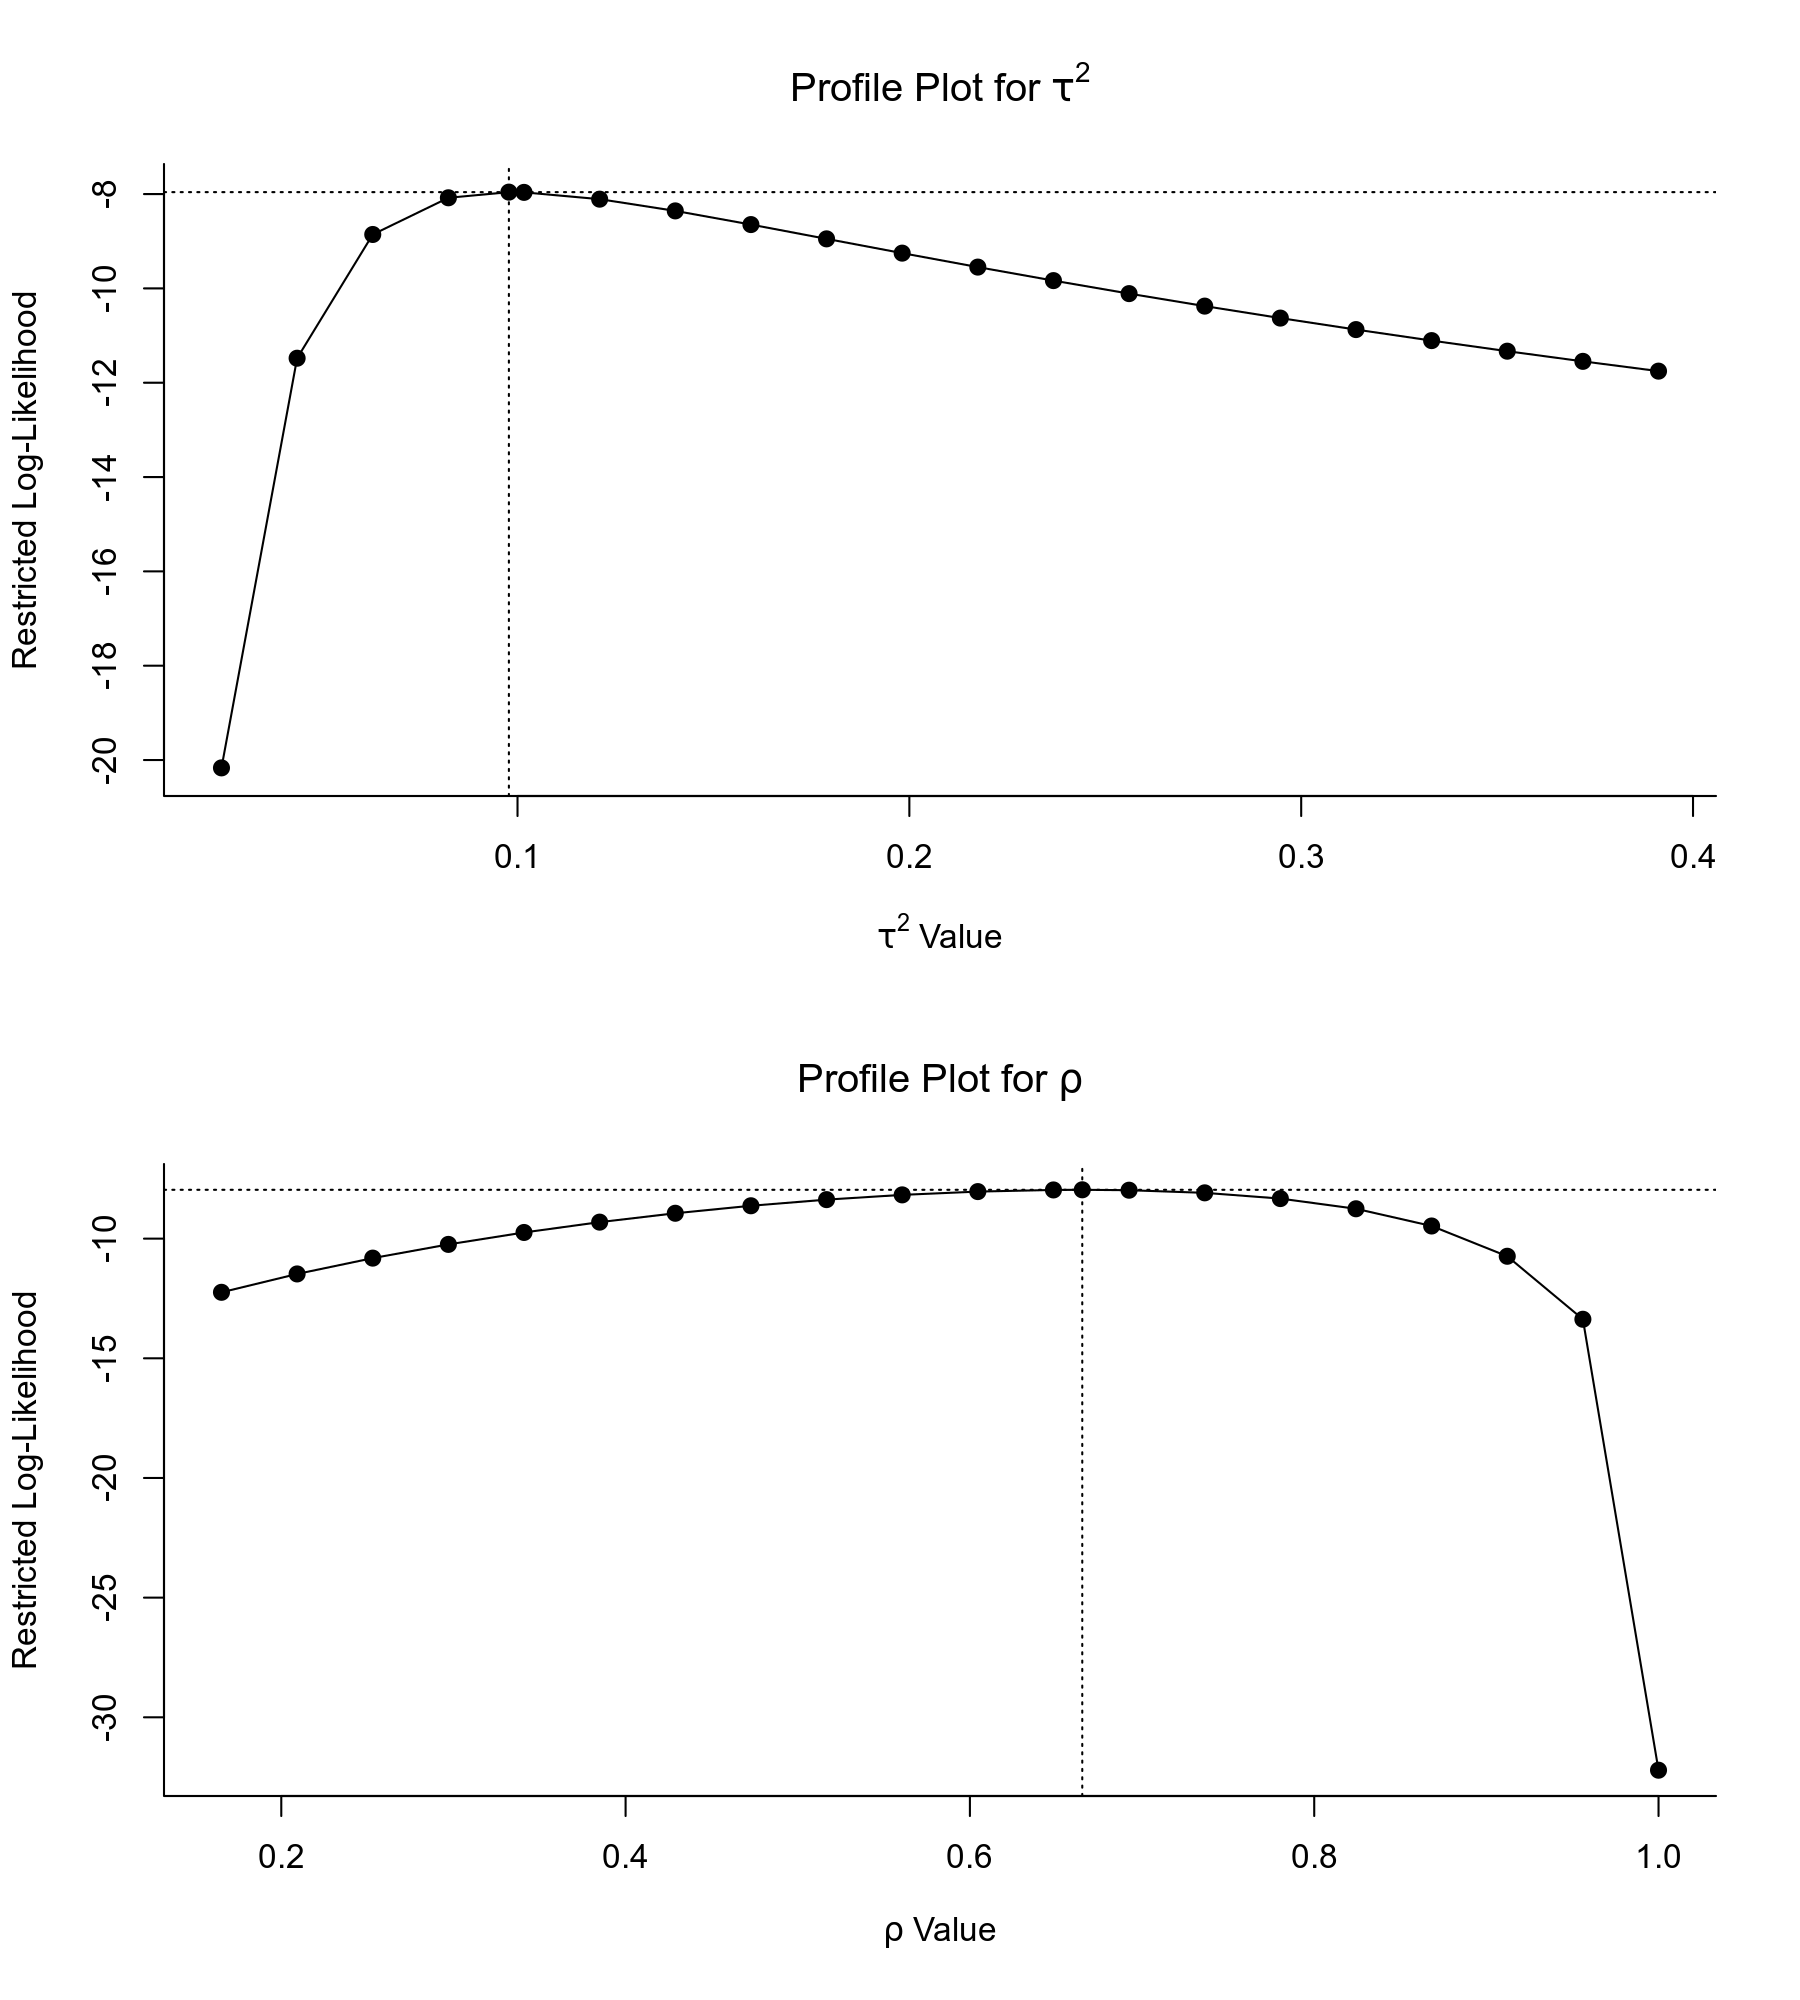 Profile Plot for τ²
Restricted Log-Likelihood
-8
-10
-12
-14
-16
-18
-20
0.1 0.2 0.3 0.4
τ² Value
Profile Plot for ρ
Restricted Log-Likelihood
-10
-15
-20
-25
-30
0.2 0.4 0.6 0.8 1.0
ρ Value